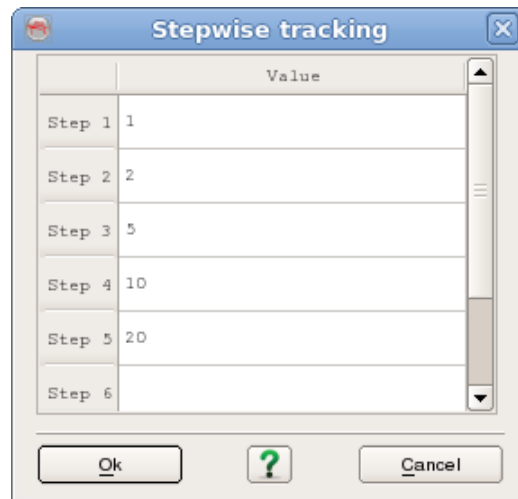 Stepwise tracking
Value
Step 1 1
Step 2 2
Step 3 5
Step 4 10
Step 5 20
Step 6
Ok ? Cancel